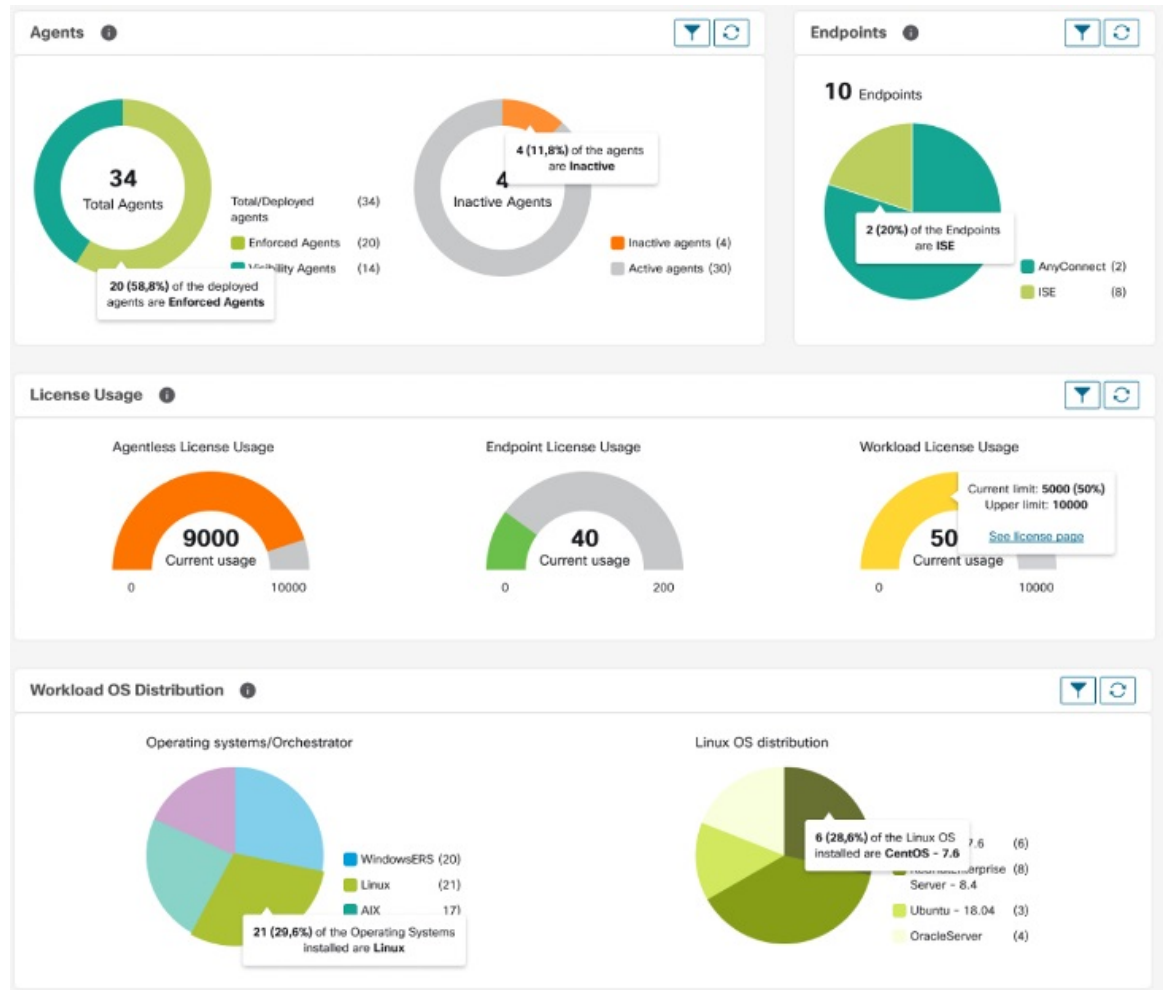 Agents
34
Total Agents
Total/Deployed (34)
agents
Enforced Agents (20)
Visibility Agents (14)
20 (58,8%) of the deployed
agents are Enforced Agents
4 (11,8%) of the agents
are Inactive
4
Inactive Agents
Inactive agents (4)
Active agents (30)
Endpoints
10 Endpoints
2 (20%) of the Endpoints
are ISE
AnyConnect (2)
ISE (8)
License Usage
Agentless License Usage
9000
Current usage
0 10000
Endpoint License Usage
40
Current usage
0 200
Workload License Usage
Current limit: 5000 (50%)
Upper limit: 10000
See license page
50
Current usage
0 10000
Workload OS Distribution
Operating systems/Orchestrator
WindowsERS (20)
Linux (21)
AIX 17)
21 (29,6%) of the Operating Systems
installed are Linux
Linux OS distribution
6 (28,6%) of the Linux OS
installed are CentOS - 7.6
7.6 (6)
(8)
Server - 8.4
Ubuntu - 18.04 (3)
OracleServer (4)